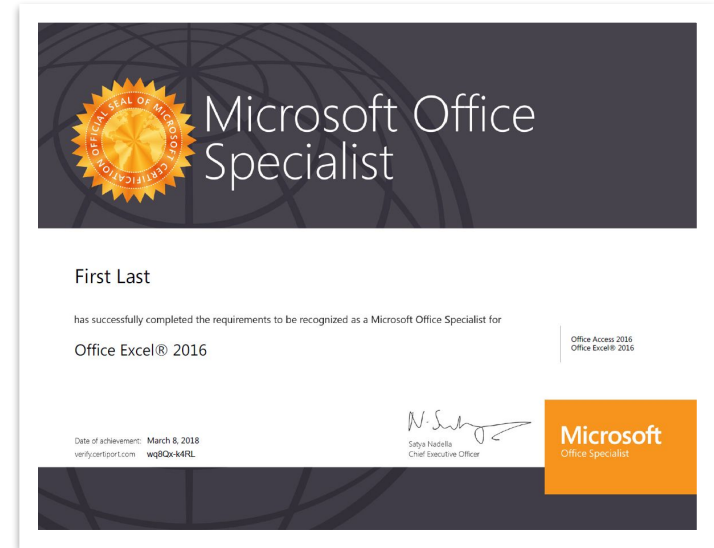 OFFICIAL SEAL OF MICROSOFT CERTIFICATION
Microsoft Office
Specialist
First Last
has successfully completed the requirements to be recognized as a Microsoft Office Specialist for
Office Excel® 2016
Office Access 2016
Office Excel® 2016
Date of achievement: March 8, 2018
verify.certiport.com wq8Qx-k4RL
N. S
Satya Nadella
Chief Executive Officer
Microsoft
Office Specialist